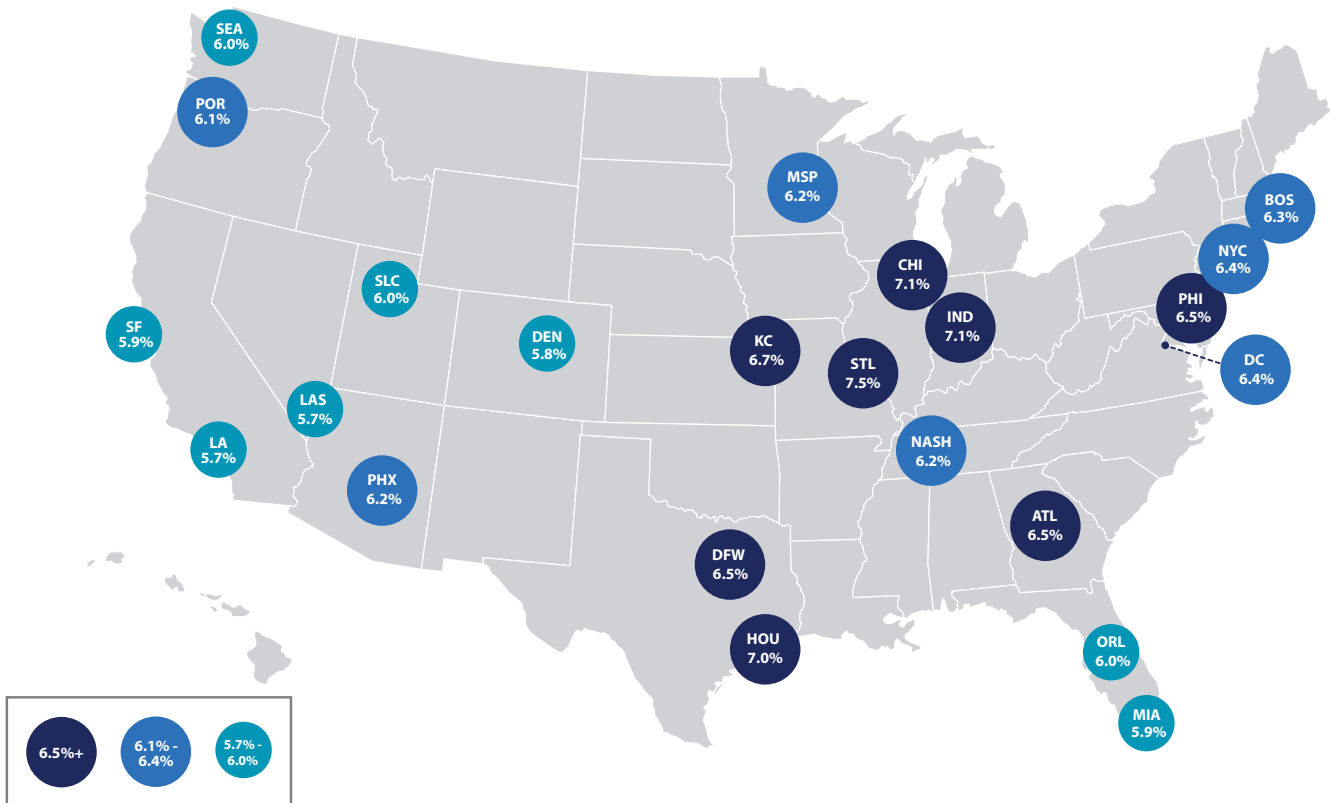 SEA
6.0%
POR
6.1%
MSP
6.2%
BOS
6.3%
NYC
6.4%
CHI
7.1%
SLC
6.0%
PHI
6.5%
IND
7.1%
SF
5.9%
DEN
5.8%
KC
6.7%
STL
7.5%
DC
6.4%
LAS
5.7%
LA
5.7%
NASH
6.2%
PHX
6.2%
ATL
6.5%
DFW
6.5%
HOU
7.0%
ORL
6.0%
MIA
5.9%
6.5%+
6.1% -
6.4%
5.7% -
6.0%